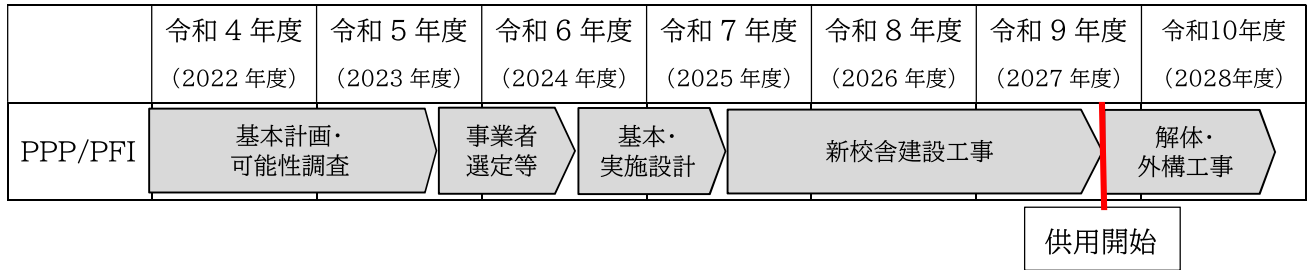 令和４年度 令和５年度 令和６年度 令和７年度 令和８年度 令和９年度 令和10年度
（2022 年度） （2023 年度） （2024 年度） （2025 年度） （2026 年度） （2027 年度） （2028年度）
PPP/PFI
基本計画・
可能性調査
事業者
選定等
基本・
実施設計
新校舎建設工事
解体・
外構工事
供用開始